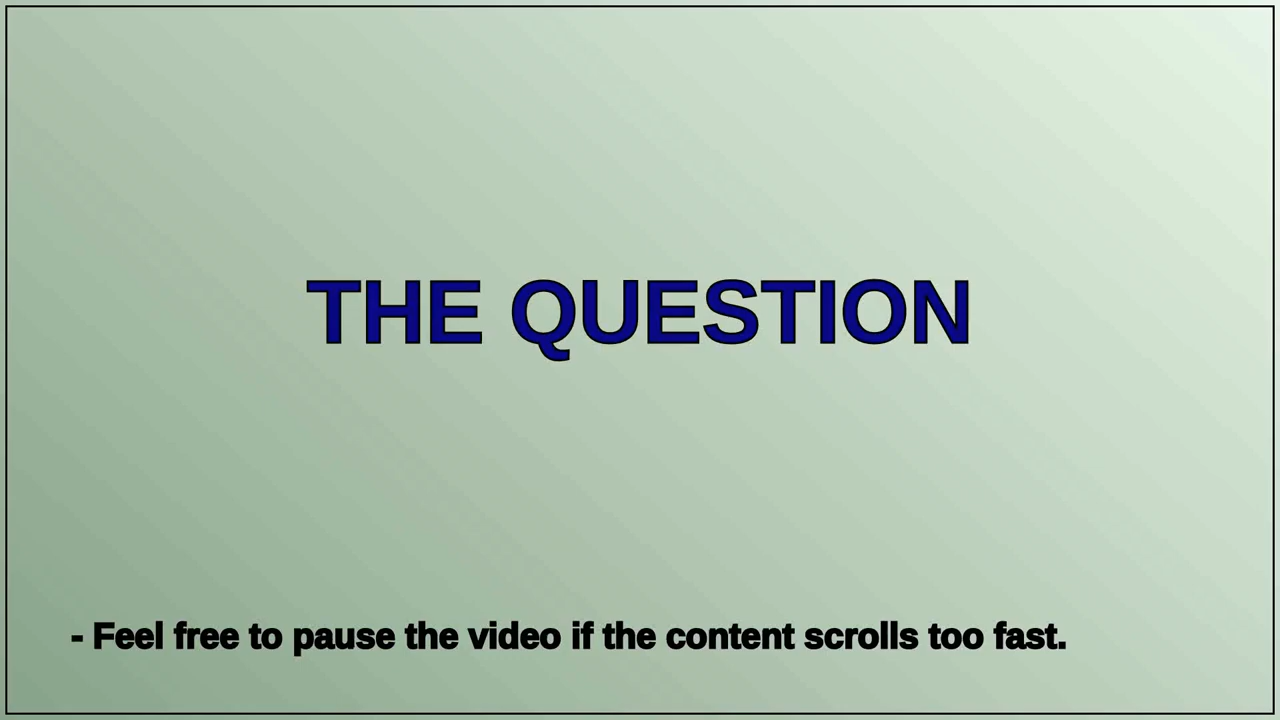 THE QUESTION
- Feel free to pause the video if the content scrolls too fast.